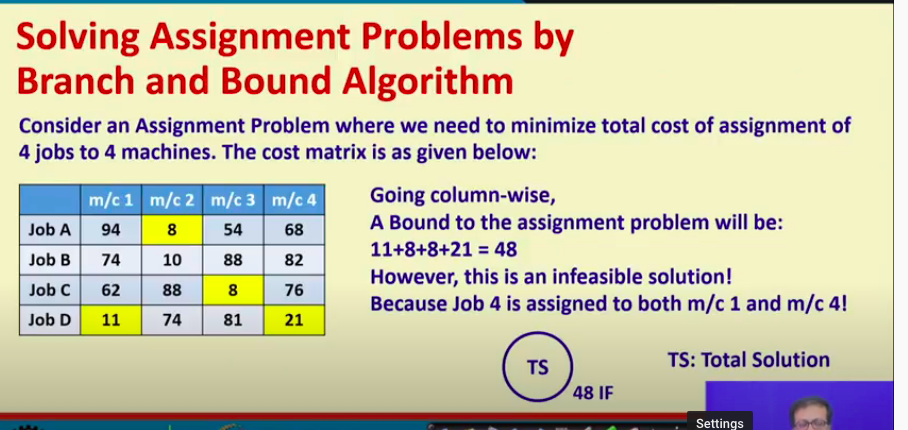 Solving Assignment Problems by
Branch and Bound Algorithm
Consider an Assignment Problem where we need to minimize total cost of assignment of
4 jobs to 4 machines. The cost matrix is as given below:
m/c 1 m/c 2 m/c 3 m/c 4
Job A 94 8 54 68
Job B 74 10 88 82
Job C 62 88 8 76
Job D 11 74 81 21
Going column-wise,
A Bound to the assignment problem will be:
11+8+8+21 = 48
However, this is an infeasible solution!
Because Job 4 is assigned to both m/c 1 and m/c 4!
TS
48 IF
TS: Total Solution
Settings